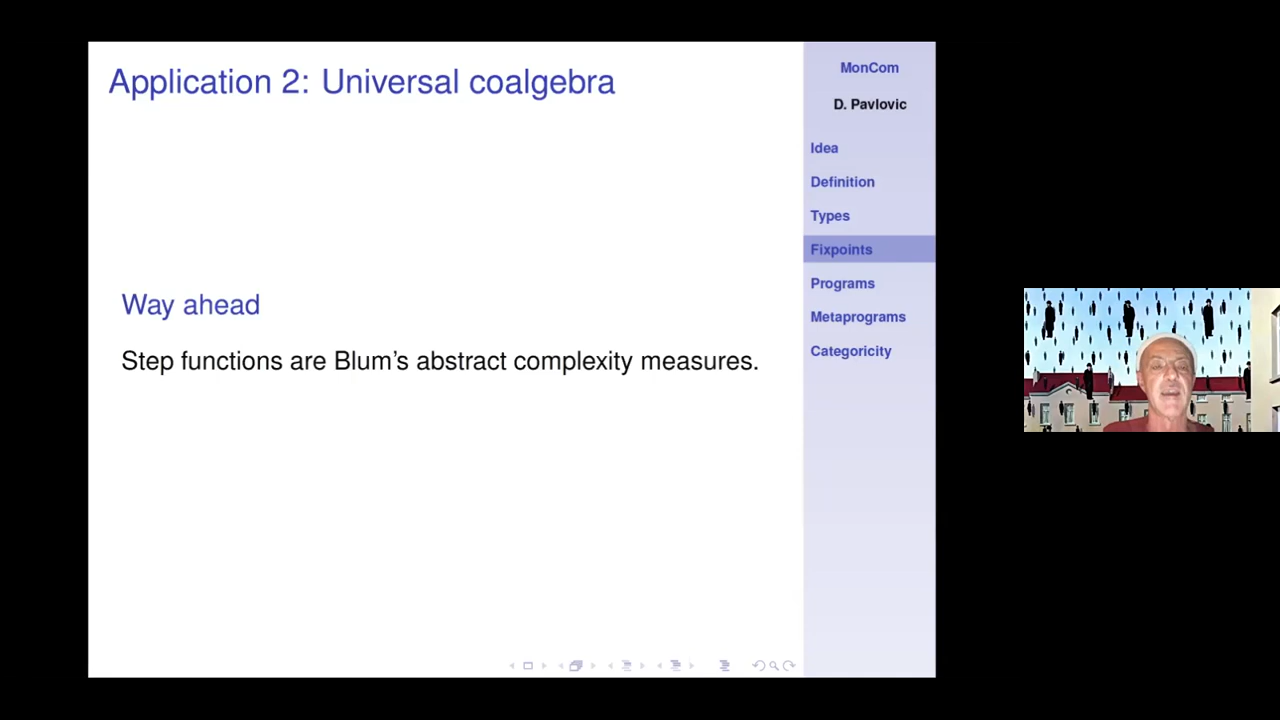 Application 2: Universal coalgebra
Way ahead
Step functions are Blum's abstract complexity measures.
MonCom
D. Pavlovic
Idea
Definition
Types
Fixpoints
Programs
Metaprograms
Categoricity